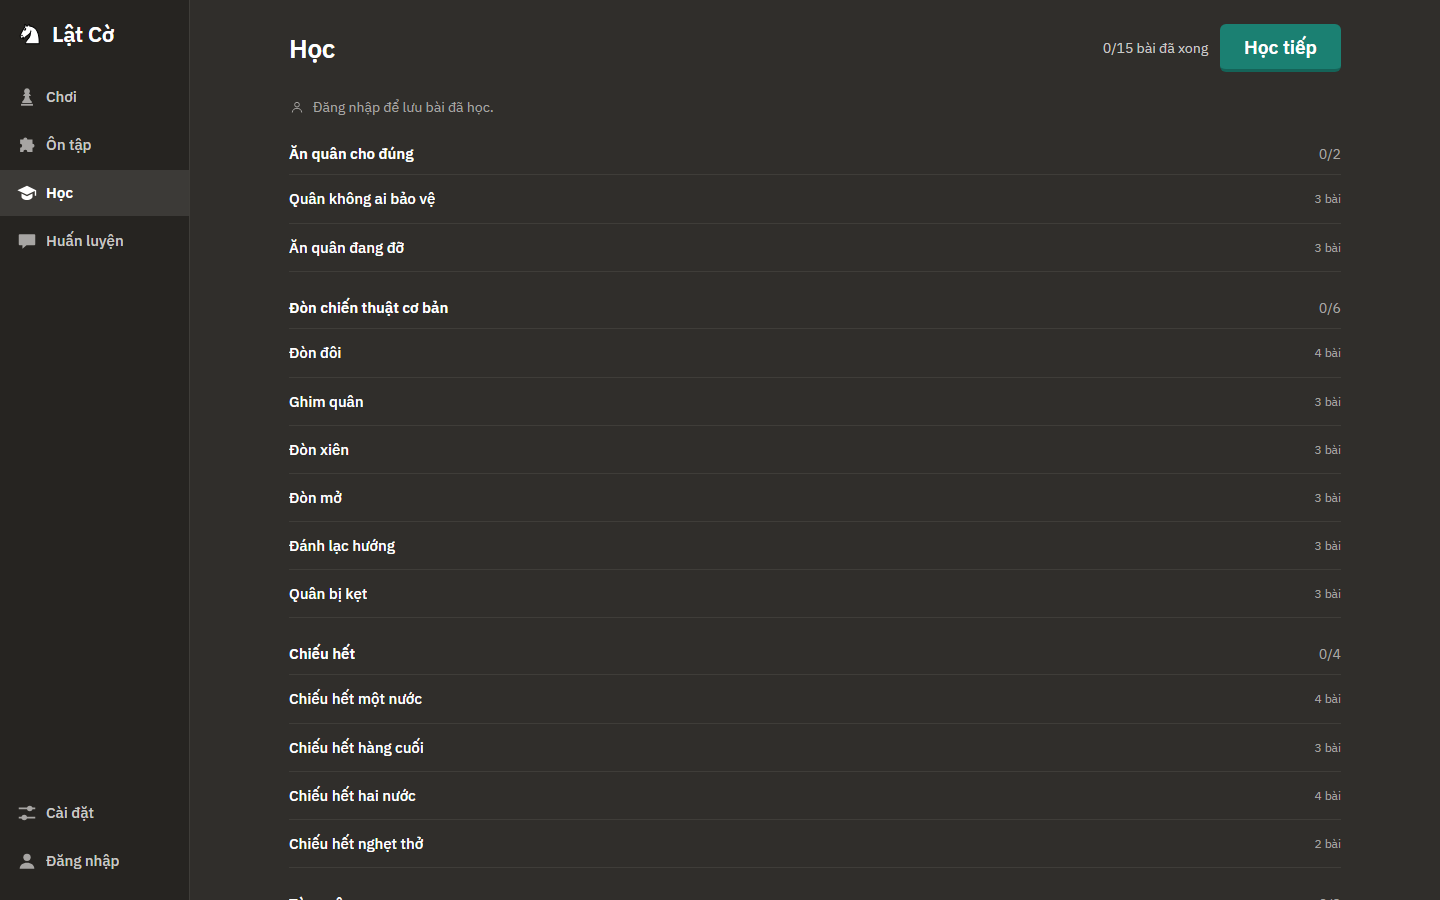 Lật Cờ
Chơi
Ôn tập
Học
Huấn luyện
Cài đặt
Đăng nhập
Học
0/15 bài đã xong
Học tiếp
Đăng nhập để lưu bài đã học.
Ăn quân cho đúng 0/2
Quân không ai bảo vệ 3 bài
Ăn quân đang đỡ 3 bài
Đòn chiến thuật cơ bản 0/6
Đòn đôi 4 bài
Ghim quân 3 bài
Đòn xiên 3 bài
Đòn mở 3 bài
Đánh lạc hướng 3 bài
Quân bị kẹt 3 bài
Chiếu hết 0/4
Chiếu hết một nước 4 bài
Chiếu hết hàng cuối 3 bài
Chiếu hết hai nước 4 bài
Chiếu hết nghẹt thở 2 bài